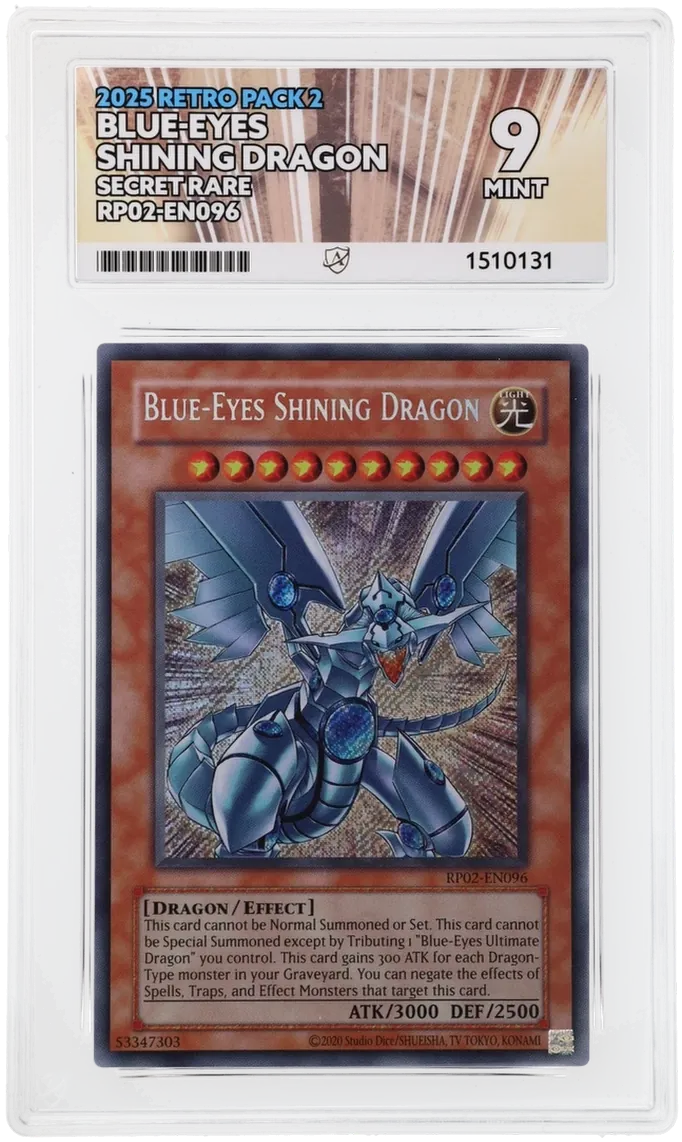 2025 RETRO PACK 2
BLUE-EYES
SHINING DRAGON
SECRET RARE
RP02-EN096
9
MINT
1510131
BLUE-EYES SHINING DRAGON
LIGHT
光
RP02-EN096
[DRAGON/EFFECT]
This card cannot be Normal Summoned or Set. This card cannot
be Special Summoned except by Tributing 1 "Blue-Eyes Ultimate
Dragon" you control. This card gains 300 ATK for each Dragon-
Type monster in your Graveyard. You can negate the effects of
Spells, Traps, and Effect Monsters that target this card.
ATK/3000 DEF/2500
53347303
©2020 Studio Dice/SHUEISHA, TV TOKYO, KONAMI